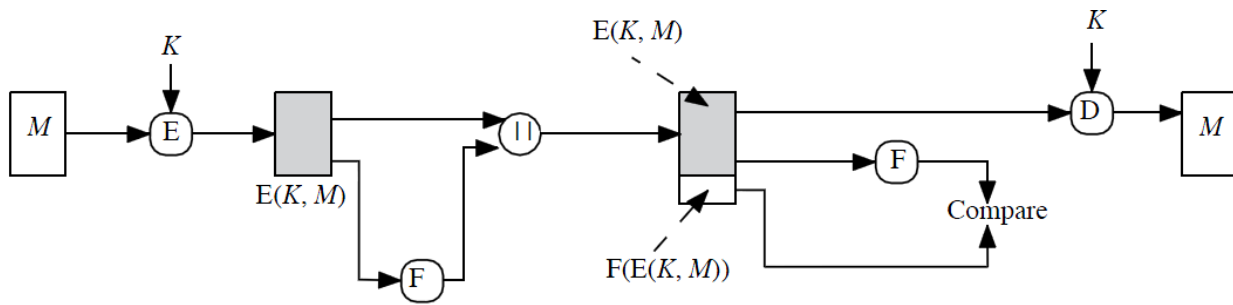 E(K, M)
K
K
M
E
||
D
M
F
E(K, M)
Compare
F
F(E(K, M))